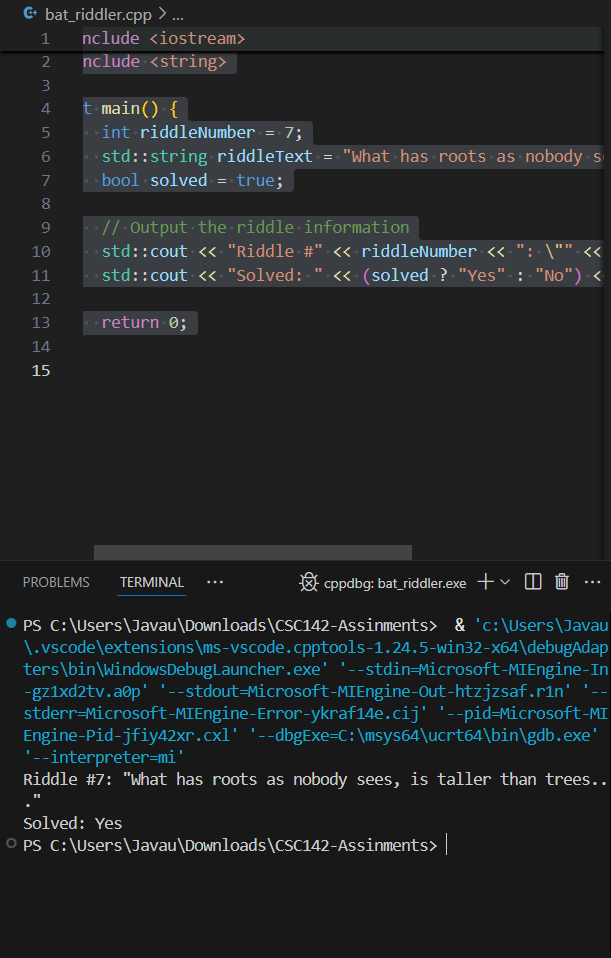 bat_riddler.cpp > ...
1 nclude <iostream>
2 nclude <string>
3
4 t main() {
5 int riddleNumber = 7;
6 std::string riddleText = "What has roots as nobody s
7 bool solved = true;
8
9 // Output the riddle information
10 std::cout << "Riddle #" << riddleNumber << ": \"" <<
11 std::cout << "Solved: " << (solved ? "Yes" : "No") <
12
13 return 0;
14
15
PROBLEMS TERMINAL ... cppdbg: bat_riddler.exe
PS C:\Users\Javau\Downloads\CSC142-Assinments>  & 'c:\Users\Javau
\.vscode\extensions\ms-vscode.cpptools-1.24.5-win32-x64\debugAdap
ters\bin\WindowsDebugLauncher.exe' '--stdin=Microsoft-MIEngine-In
-gz1xd2tv.a0p' '--stdout=Microsoft-MIEngine-Out-htzjzsaf.r1n' '--
stderr=Microsoft-MIEngine-Error-ykraf14e.cij' '--pid=Microsoft-MI
Engine-Pid-jfiy42xr.cxl' '--dbgExe=C:\msys64\ucrt64\bin\gdb.exe'
'--interpreter=mi'
Riddle #7: "What has roots as nobody sees, is taller than trees..
."
Solved: Yes
PS C:\Users\Javau\Downloads\CSC142-Assinments>